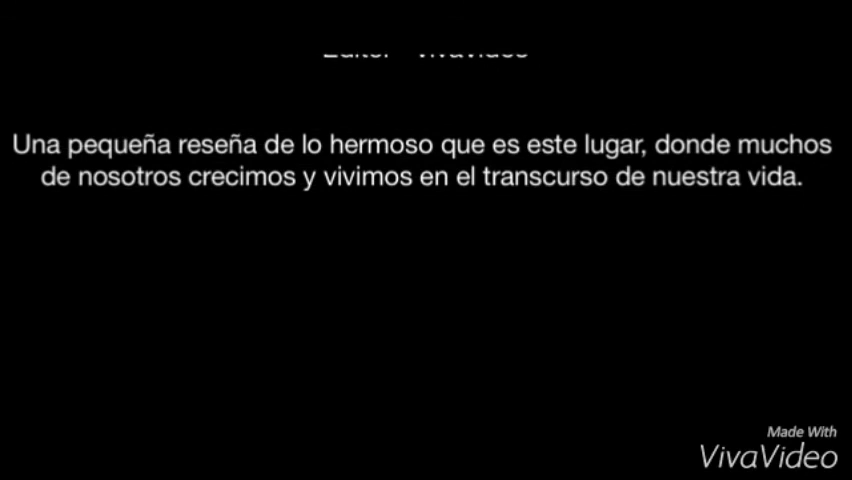 Una pequeña reseña de lo hermoso que es este lugar, donde muchos
de nosotros crecimos y vivimos en el transcurso de nuestra vida.
Made With
VivaVideo